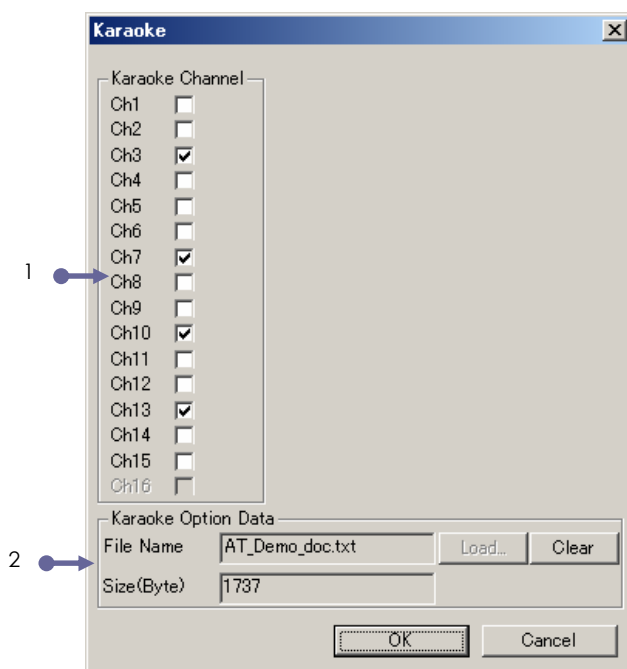 Karaoke
Karaoke Channel
Ch1
Ch2
Ch3
Ch4
Ch5
Ch6
Ch7
1
Ch8
Ch9
Ch10
Ch11
Ch12
Ch13
Ch14
Ch15
Ch16
Karaoke Option Data
File Name AT_Demo_doc.txt Load... Clear
2
Size(Byte) 1737
OK Cancel